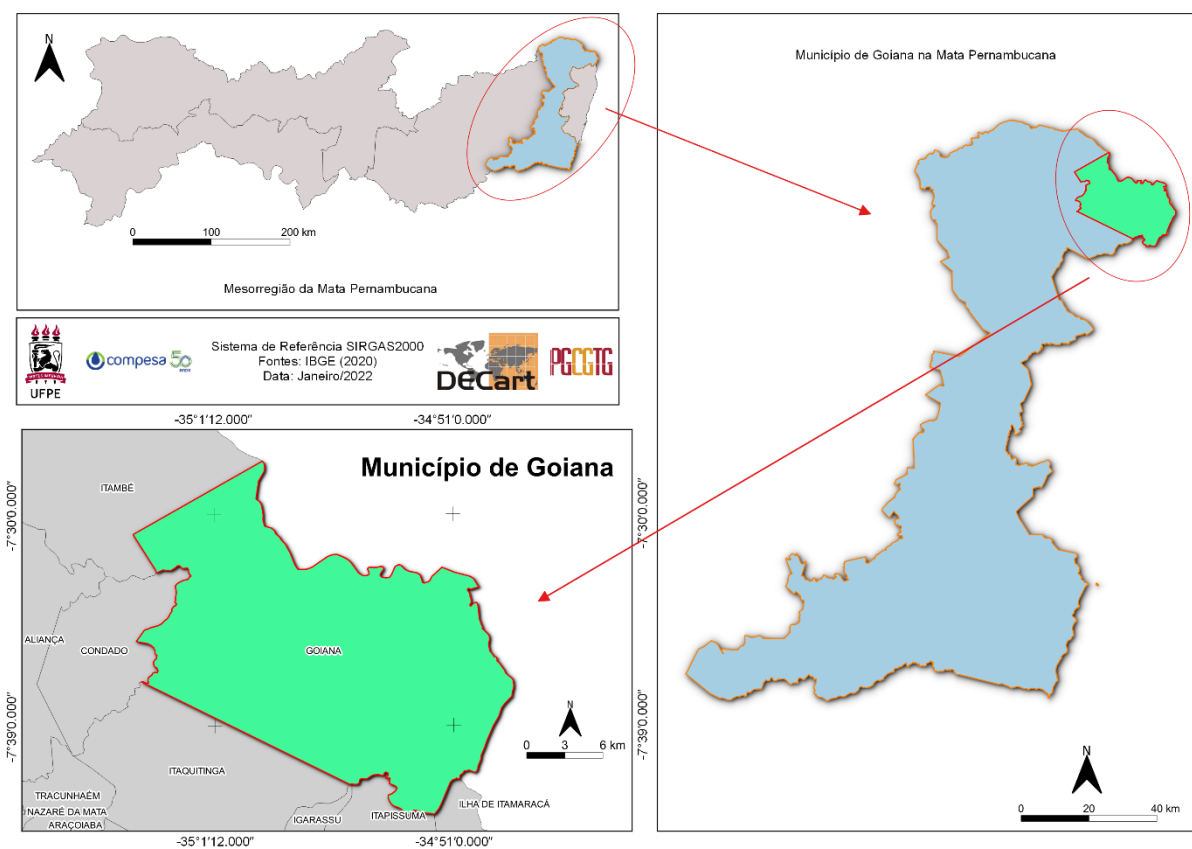 N
0 100 200 km
Mesorregião da Mata Pernambucana
Município de Goiana na Mata Pernambucana
UFPE
compesa 50
anos
Sistema de Referência SIRGAS2000
Fontes: IBGE (2020)
Data: Janeiro/2022
DECart
PGCGTG
-35°1'12.000" -34°51'0.000"
Município de Goiana
ITAMBÉ
-7°30'0.000" -7°30'0.000"
ALIANÇA
CONDADO
GOIANA
-7°39'0.000" -7°39'0.000"
N
0 3 6 km
ITAQUITINGA
TRACUNHAÉM
NAZARÉ DA MATA
ARAÇOIABA
IGARASSU
ITAPISSUMA
ILHA DE ITAMARACÁ
-35°1'12.000" -34°51'0.000"
N
0 20 40 km